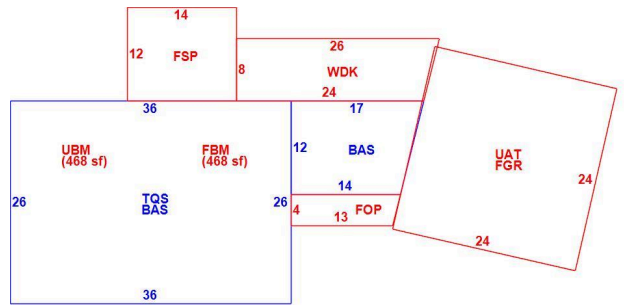 14
12
FSP
26
8
WDK
24
36
17
UBM
(468 sf)
FBM
(468 sf)
12
BAS
UAT
FGR
24
26
TQS
BAS
26
14
4
13
FOP
24
36